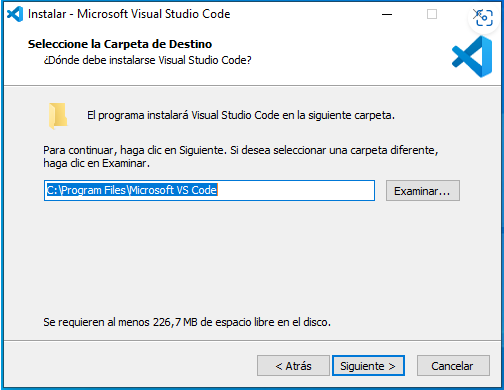 Instalar - Microsoft Visual Studio Code
Seleccione la Carpeta de Destino
¿Dónde debe instalarse Visual Studio Code?
El programa instalará Visual Studio Code en la siguiente carpeta.
Para continuar, haga clic en Siguiente. Si desea seleccionar una carpeta diferente,
haga clic en Examinar.
C:\Program Files\Microsoft VS Code
Examinar...
Se requieren al menos 226,7 MB de espacio libre en el disco.
< Atrás
Siguiente >
Cancelar